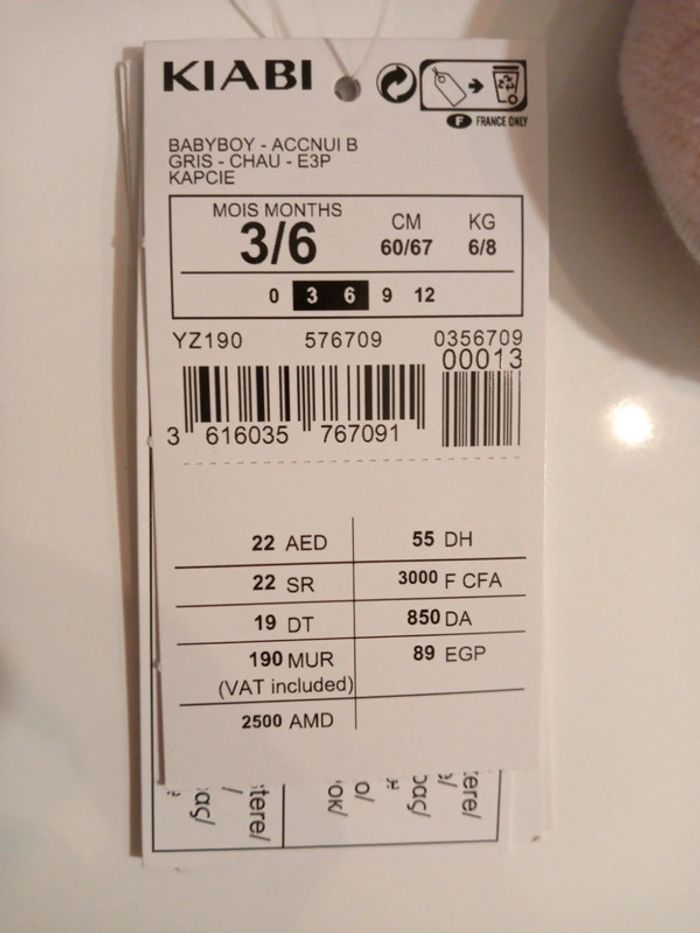 KIABI
F FRANCE ONLY
BABYBOY - ACCNUI B
GRIS - CHAU - E3P
KAPCIE
MOIS MONTHS CM KG
3/6 60/67 6/8
0 3 6 9 12
YZ190 576709 0356709
00013
3 616035 767091
22 AED 55 DH
22 SR 3000 F CFA
19 DT 850 DA
190 MUR 89 EGP
(VAT included)
2500 AMD